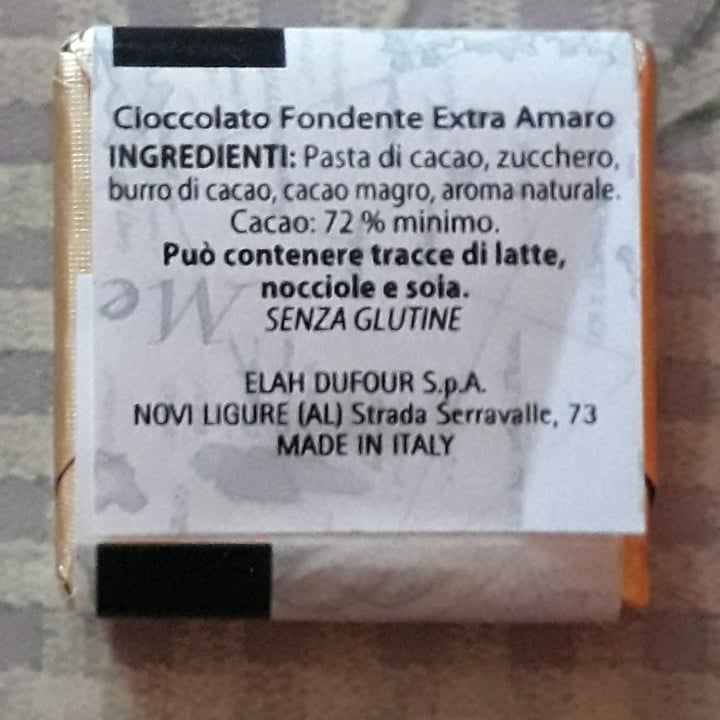 Cioccolato Fondente Extra Amaro
INGREDIENTI: Pasta di cacao, zucchero,
burro di cacao, cacao magro, aroma naturale.
Cacao: 72 % minimo.
Può contenere tracce di latte,
nocciole e soia.
SENZA GLUTINE
ELAH DUFOUR S.p.A.
NOVI LIGURE (AL) Strada Serravalle, 73
MADE IN ITALY